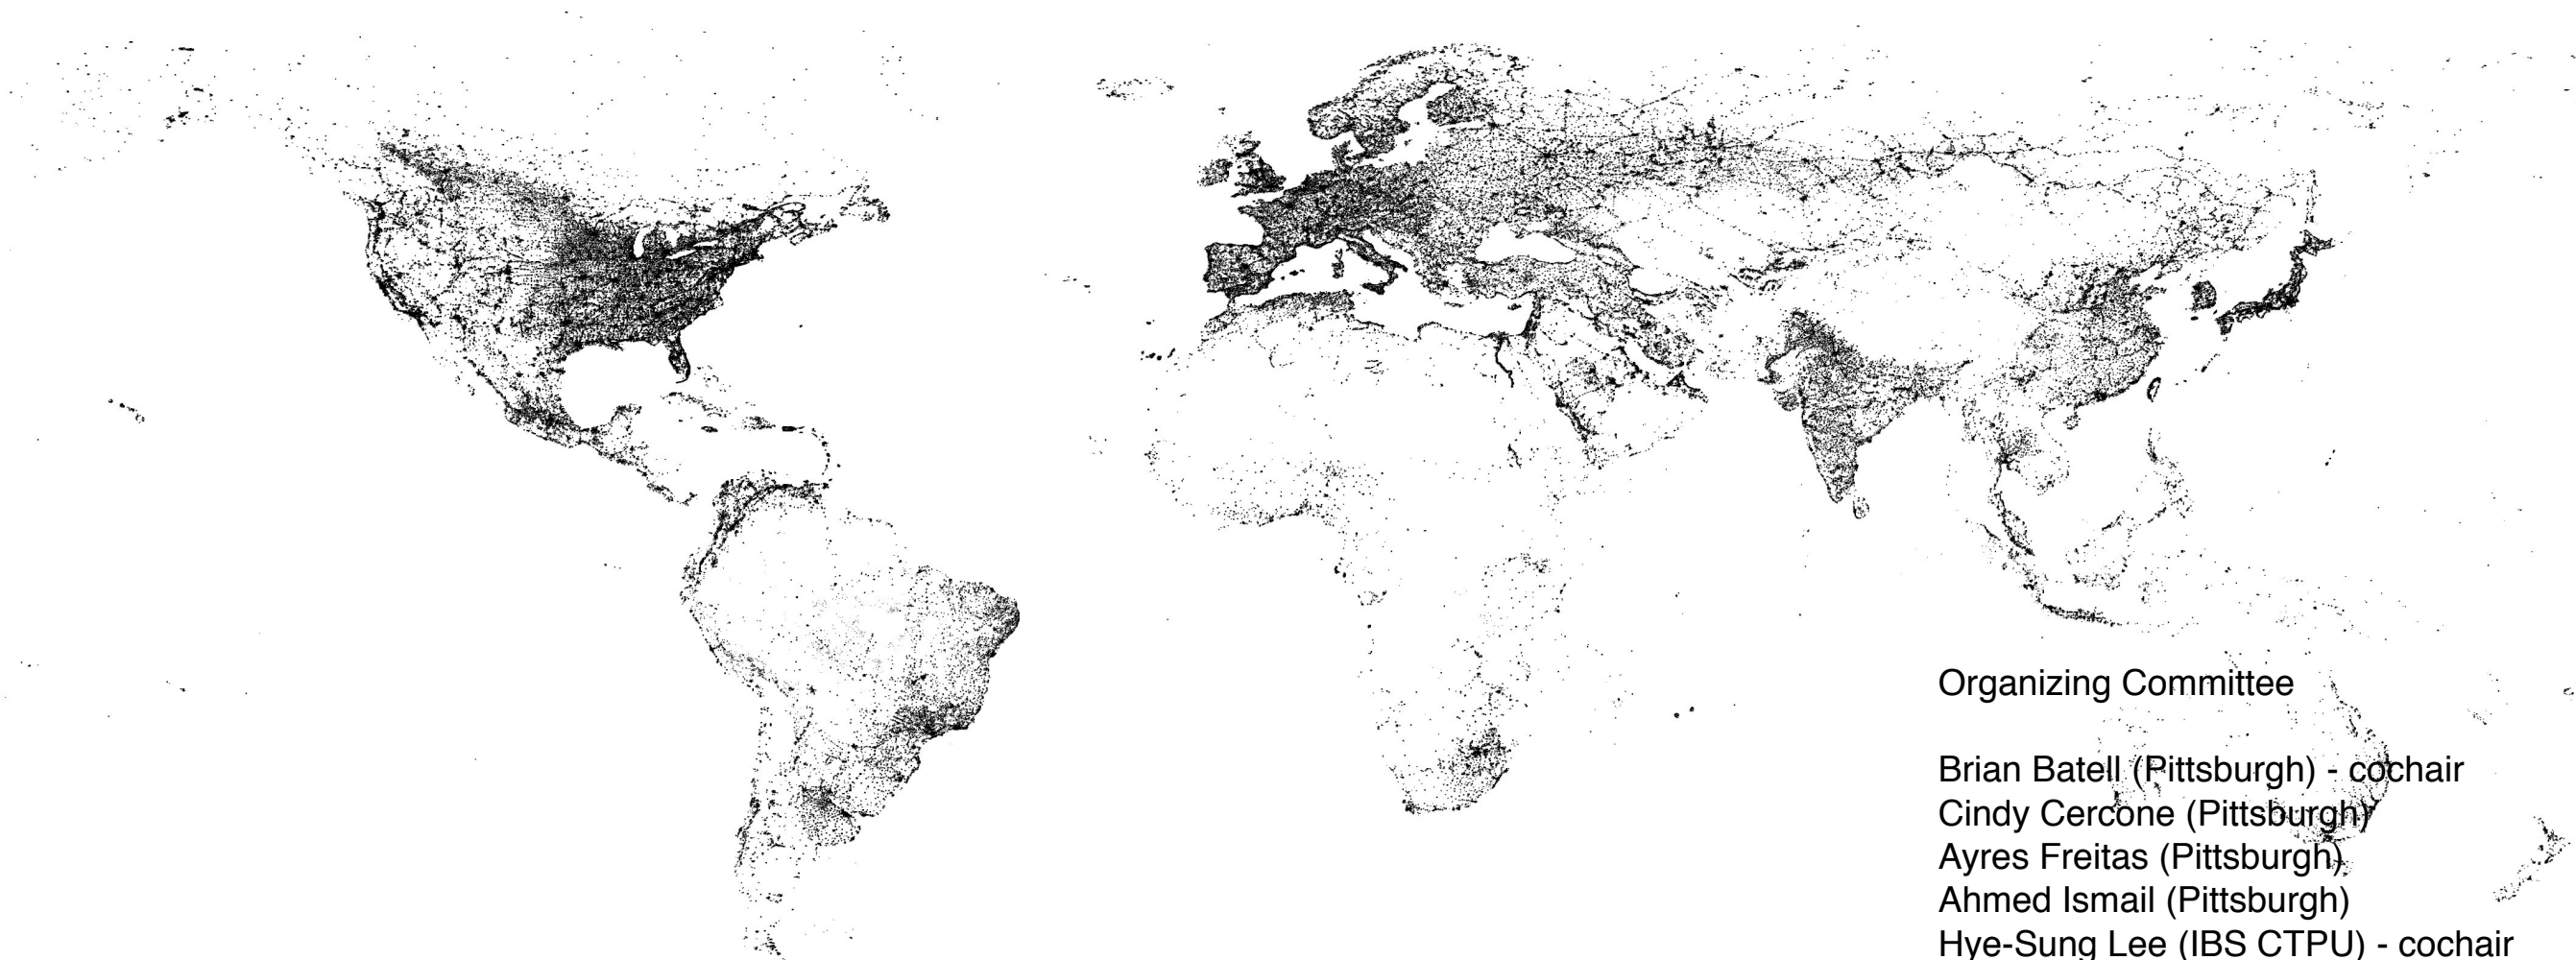 Organizing Committee
Brian Batell (Pittsburgh) - cochair
Cindy Cercone (Pittsburgh)
Ayres Freitas (Pittsburgh)
Ahmed Ismail (Pittsburgh)
Hye-Sung Lee (IBS CTPU) - cochair